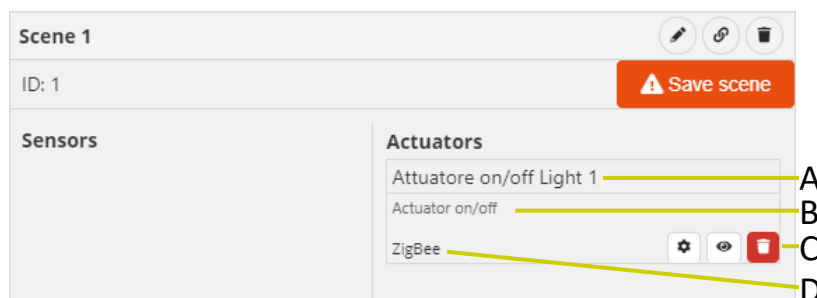 Scene 1
ID: 1
Save scene
Sensors
Actuators
Attuatore on/off Light 1
A
Actuator on/off
B
ZigBee
C
D